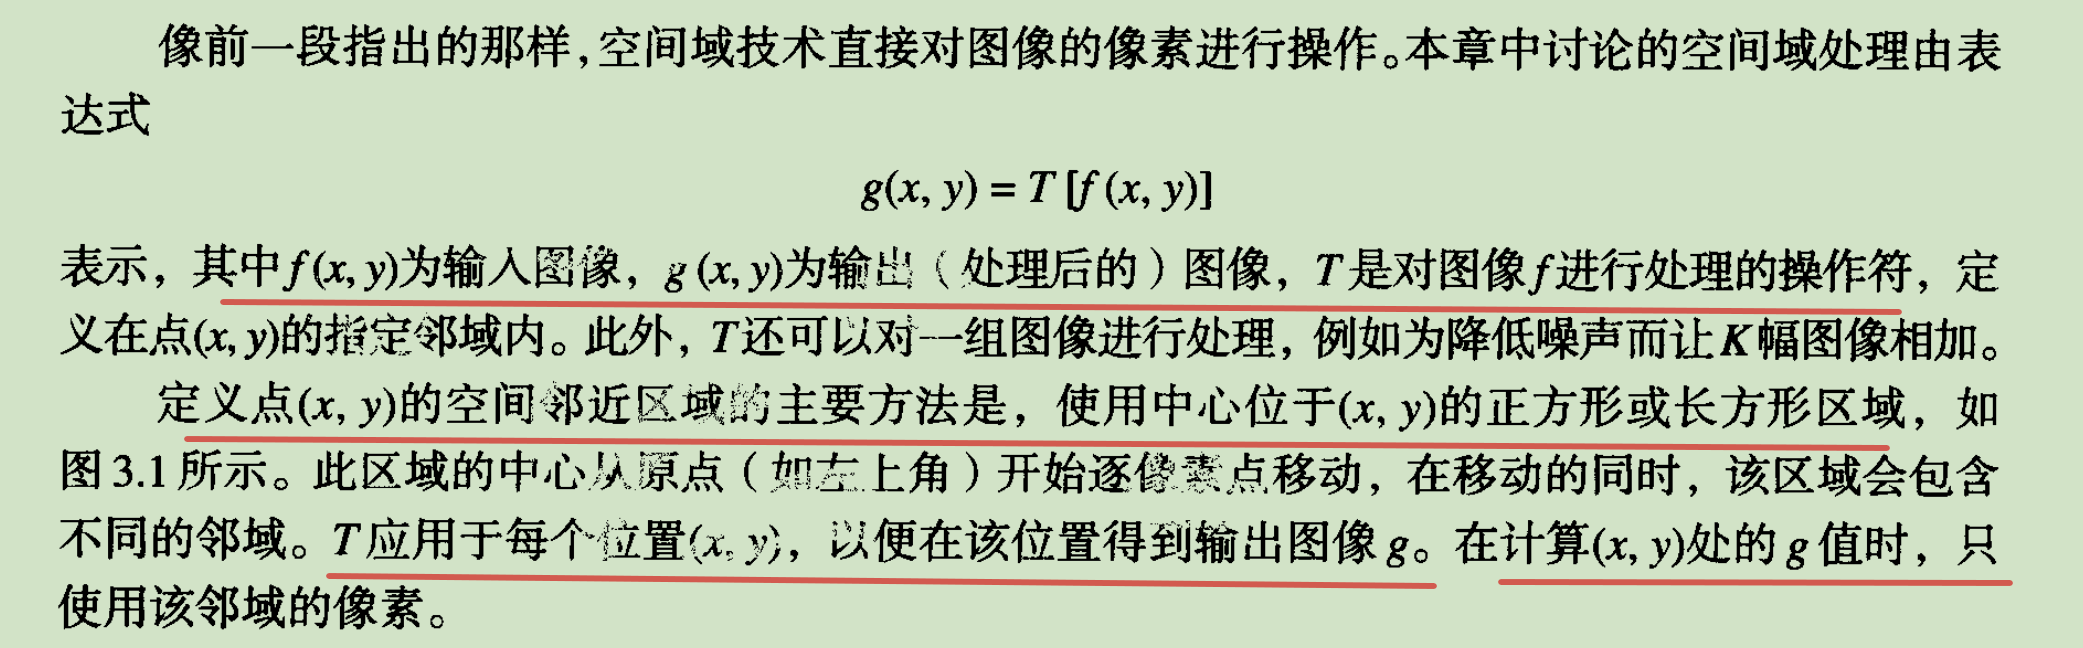 像前一段指出的那样,空间域技术直接对图像的像素进行操作。本章中讨论的空间域处理由表
达式
g(x, y) = T [f (x, y)]
表示，其中 f (x, y)为输入图像，g (x, y)为输出（处理后的）图像，T 是对图像 f 进行处理的操作符，定
义在点(x, y)的指定邻域内。此外，T 还可以对一组图像进行处理，例如为降低噪声而让 K 幅图像相加。
定义点(x, y)的空间邻近区域的主要方法是，使用中心位于(x, y)的正方形或长方形区域，如
图 3.1 所示。此区域的中心从原点（如左上角）开始逐像素点移动，在移动的同时，该区域会包含
不同的邻域。T 应用于每个位置(x, y)，以便在该位置得到输出图像 g。在计算(x, y)处的 g 值时，只
使用该邻域的像素。